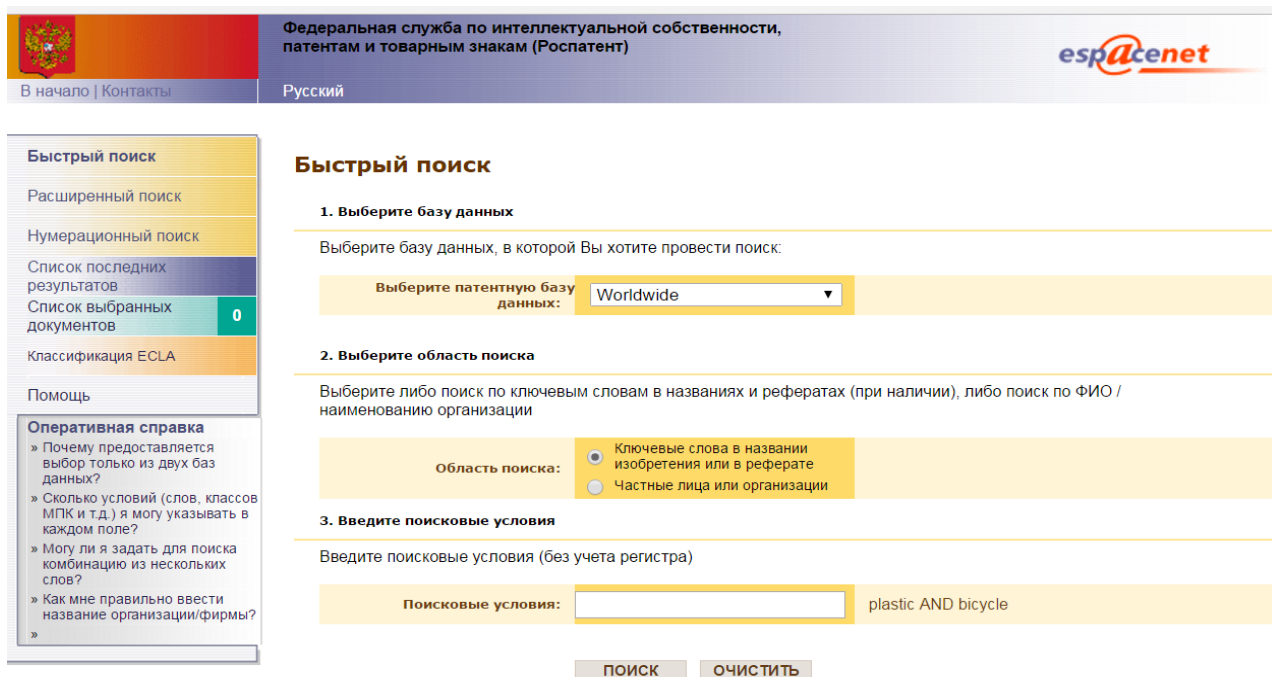 Федеральная служба по интеллектуальной собственности,
патентам и товарным знакам (Роспатент)
espacenet
В начало | Контакты
Русский
Быстрый поиск
Расширенный поиск
Нумерационный поиск
Список последних
результатов
Список выбранных
документов
0
Классификация ECLA
Помощь
Оперативная справка
» Почему предоставляется
выбор только из двух баз
данных?
» Сколько условий (слов, классов
МПК и т.д.) я могу указывать в
каждом поле?
» Могу ли я задать для поиска
комбинацию из нескольких
слов?
» Как мне правильно ввести
название организации/фирмы?
»
Быстрый поиск
1. Выберите базу данных
Выберите базу данных, в которой Вы хотите провести поиск:
Выберите патентную базу
данных:
Worldwide
2. Выберите область поиска
Выберите либо поиск по ключевым словам в названиях и рефератах (при наличии), либо поиск по ФИО /
наименованию организации
Область поиска:
Ключевые слова в названии
изобретения или в реферате
Частные лица или организации
3. Введите поисковые условия
Введите поисковые условия (без учета регистра)
Поисковые условия:
plastic AND bicycle
ПОИСК ОЧИСТИТЬ